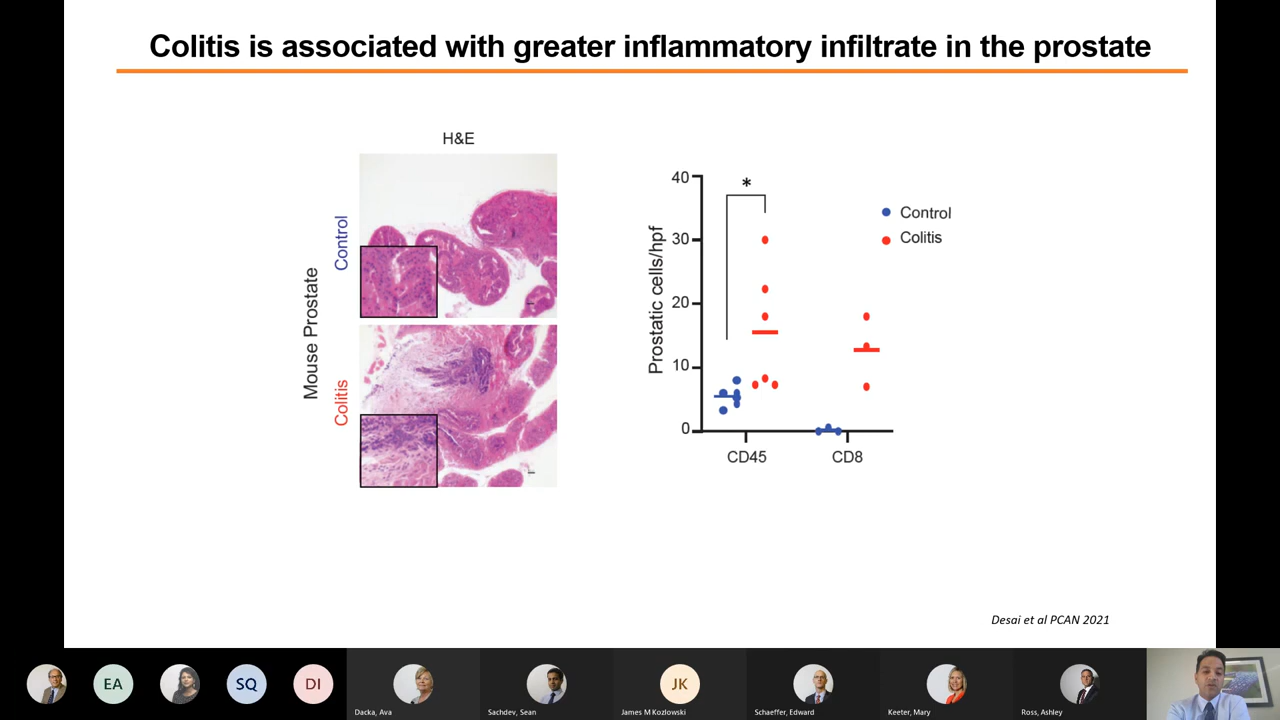 Colitis is associated with greater inflammatory infiltrate in the prostate
H&E
Mouse Prostate
Control
Colitis
Prostatic cells/hpf
40
30
20
10
0
*
Control
Colitis
CD45
CD8
Desai et al PCAN 2021
EA
SQ
DI
JK
Dacka, Ava
Sachdev, Sean
James M Kozlowski
Schaeffer, Edward
Keeter, Mary
Ross, Ashley